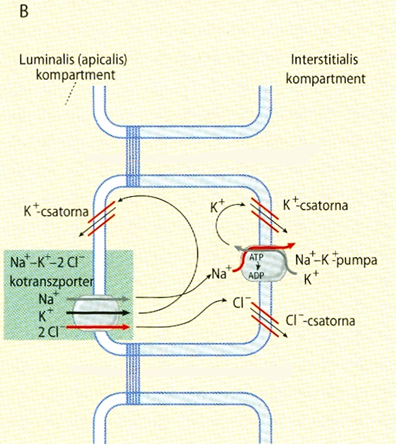 B
Luminalis (apicalis)
kompartment
Interstitialis
kompartment
K⁺-csatorna
K⁺
K⁺-csatorna
Na⁺–K⁺–2 Cl⁻
kotranszporter
Na⁺
K⁺
2 Cl⁻
Na⁺
ATP
ADP
Na⁺–K⁺pumpa
K⁺
Cl⁻
Cl⁻-csatorna